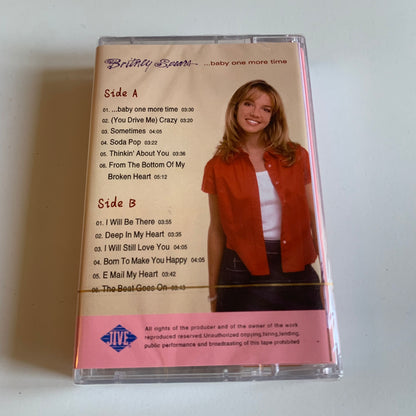 Britney Spears ...baby one more time
Side A
01. ...baby one more time 03:30
02. (You Drive Me) Crazy 03:20
03. Sometimes 04:05
04. Soda Pop 03:22
05. Thinkin' About You 03:36
06. From The Bottom Of My
Broken Heart 05:12
Side B
01. I Will Be There 03:55
02. Deep In My Heart 03:35
03. I Will Still Love You 04:05
04. Born To Make You Happy 04:05
05. E Mail My Heart 03:42
06. The Beat Goes On 03:43
JIVE
All rights of the producer and of the owner of the work
reproduced reserved. Unauthorized copying, hiring, lending,
public performance and broadcasting of this tape prohibited